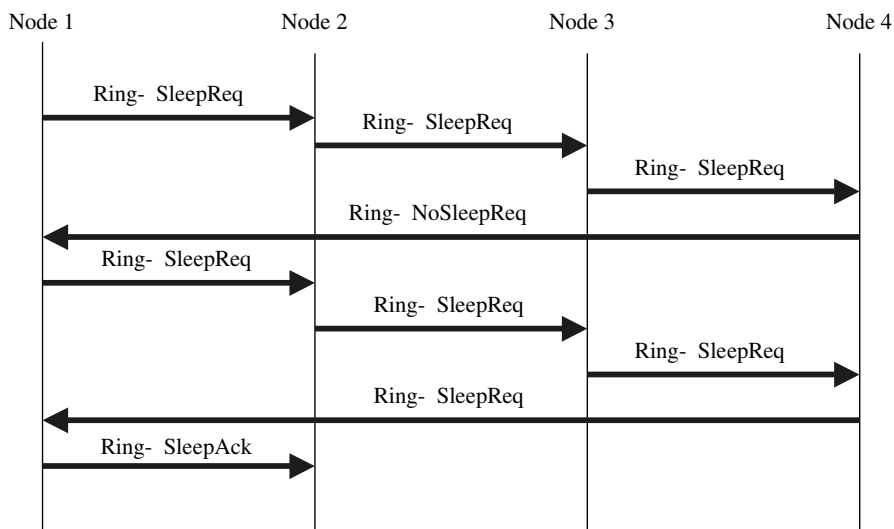 Node 1
Node 2
Node 3
Node 4
Ring- SleepReq
Ring- SleepReq
Ring- SleepReq
Ring- NoSleepReq
Ring- SleepReq
Ring- SleepReq
Ring- SleepReq
Ring- SleepReq
Ring- SleepAck